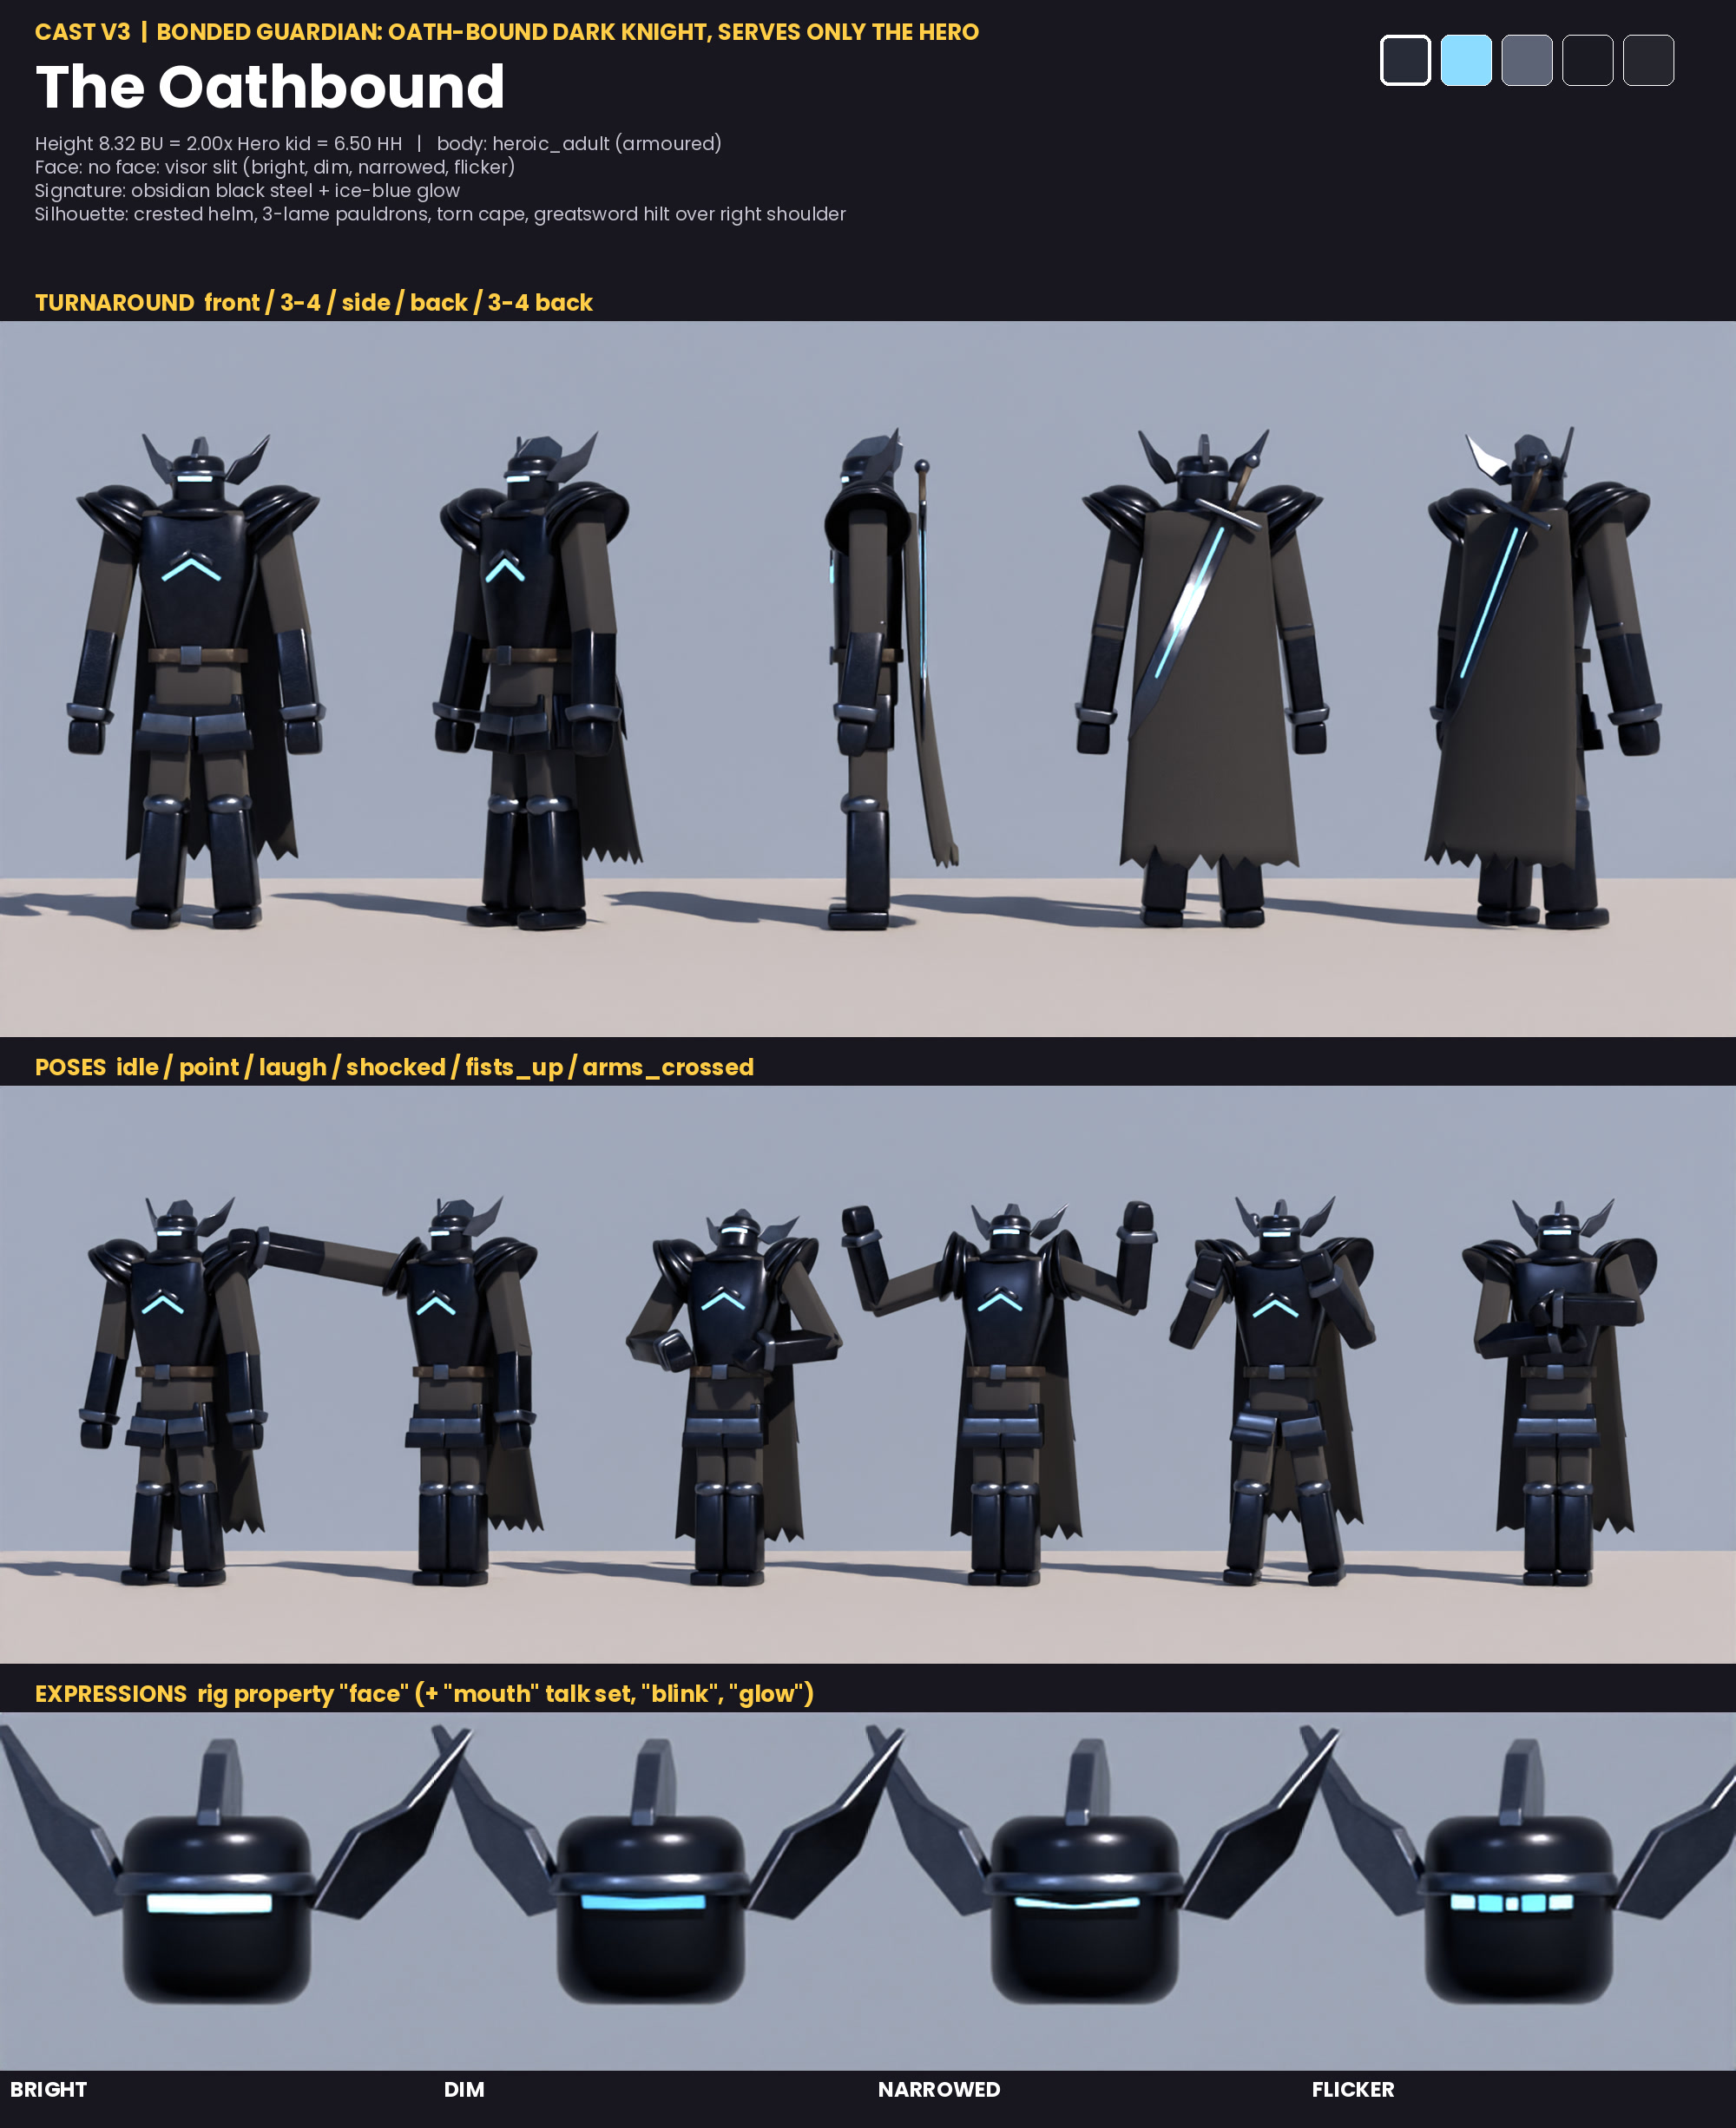 CAST V3 | BONDED GUARDIAN: OATH-BOUND DARK KNIGHT, SERVES ONLY THE HERO
The Oathbound
Height 8.32 BU = 2.00x Hero kid = 6.50 HH | body: heroic_adult (armoured)
Face: no face: visor slit (bright, dim, narrowed, flicker)
Signature: obsidian black steel + ice-blue glow
Silhouette: crested helm, 3-lame pauldrons, torn cape, greatsword hilt over right shoulder
TURNAROUND front / 3-4 / side / back / 3-4 back
POSES idle / point / laugh / shocked / fists_up / arms_crossed
EXPRESSIONS rig property "face" (+ "mouth" talk set, "blink", "glow")
BRIGHT
DIM
NARROWED
FLICKER